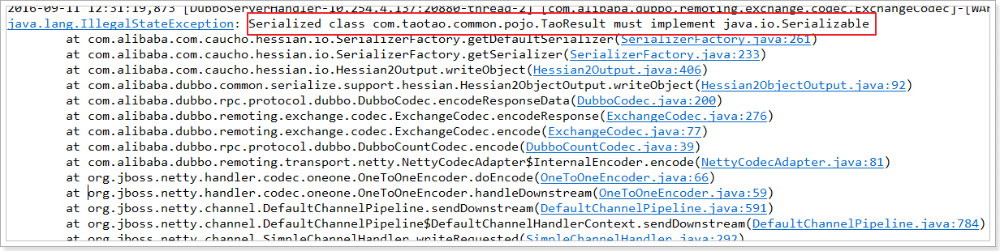 2016-09-11 12:31:19,873 [DubboServerHandler-10.254.4.137:20880-thread-2] [com.alibaba.dubbo.remoting.exchange.codec.ExchangeCodec]-[WAR
java.lang.IllegalStateException: Serialized class com.taotao.common.pojo.TaoResult must implement java.io.Serializable
at com.alibaba.com.caucho.hessian.io.SerializerFactory.getDefaultSerializer(SerializerFactory.java:261)
at com.alibaba.com.caucho.hessian.io.SerializerFactory.getSerializer(SerializerFactory.java:233)
at com.alibaba.com.caucho.hessian.io.Hessian2Output.writeObject(Hessian2Output.java:406)
at com.alibaba.dubbo.common.serialize.support.hessian.Hessian2ObjectOutput.writeObject(Hessian2ObjectOutput.java:92)
at com.alibaba.dubbo.rpc.protocol.dubbo.DubboCodec.encodeResponseData(DubboCodec.java:200)
at com.alibaba.dubbo.remoting.exchange.codec.ExchangeCodec.encodeResponse(ExchangeCodec.java:276)
at com.alibaba.dubbo.remoting.exchange.codec.ExchangeCodec.encode(ExchangeCodec.java:77)
at com.alibaba.dubbo.rpc.protocol.dubbo.DubboCountCodec.encode(DubboCountCodec.java:39)
at com.alibaba.dubbo.remoting.transport.netty.NettyCodecAdapter$InternalEncoder.encode(NettyCodecAdapter.java:81)
at org.jboss.netty.handler.codec.oneone.OneToOneEncoder.doEncode(OneToOneEncoder.java:66)
at org.jboss.netty.handler.codec.oneone.OneToOneEncoder.handleDownstream(OneToOneEncoder.java:59)
at org.jboss.netty.channel.DefaultChannelPipeline.sendDownstream(DefaultChannelPipeline.java:591)
at org.jboss.netty.channel.DefaultChannelPipeline$DefaultChannelHandlerContext.sendDownstream(DefaultChannelPipeline.java:784)
at org.jboss.netty.channel.SimpleChannelHandler.writeRequested(SimpleChannelHandler.java:292)